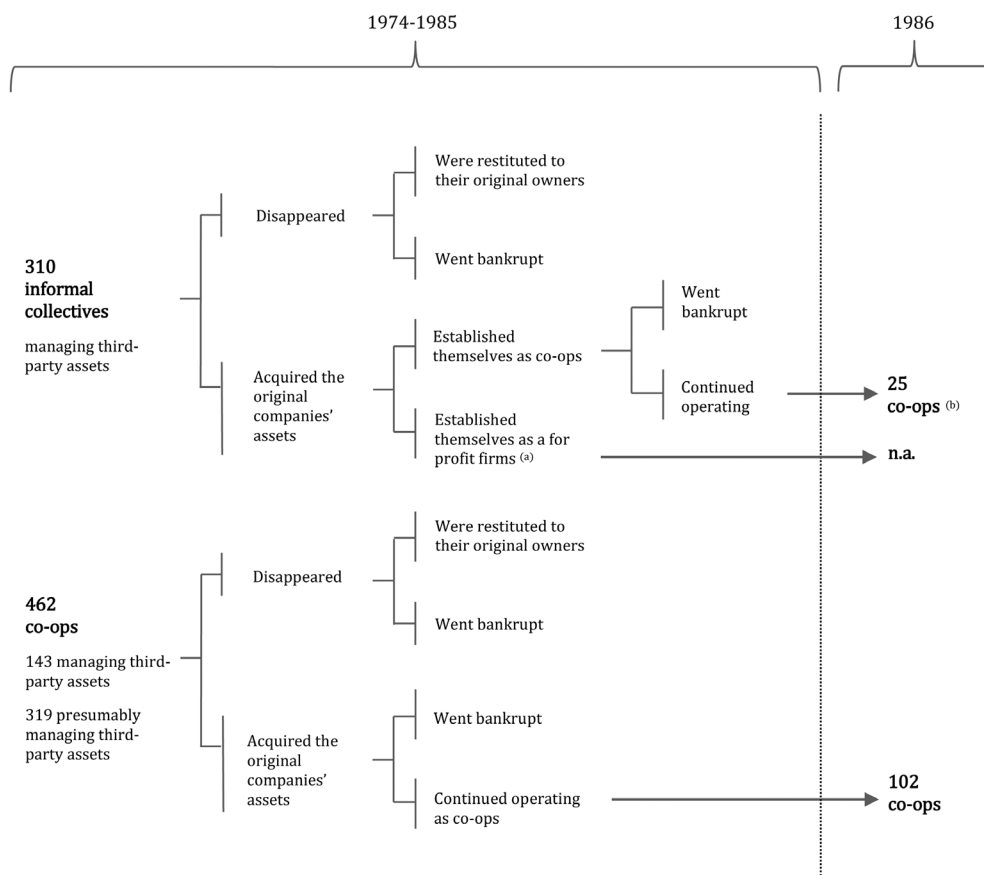 1974-1985
1986
Were restituted to
their original owners
Disappeared
Went bankrupt
310
informal
collectives
managing third-
party assets
Went
bankrupt
Established
themselves as co-ops
Acquired the
original
companies’
assets
Continued
operating
25
co-ops (b)
Established
themselves as a for
profit firms (a)
n.a.
Were restituted to
their original owners
Disappeared
Went bankrupt
462
co-ops
143 managing third-
party assets
319 presumably
managing third-
party assets
Went bankrupt
Acquired the
original
companies’
assets
Continued operating
as co-ops
102
co-ops